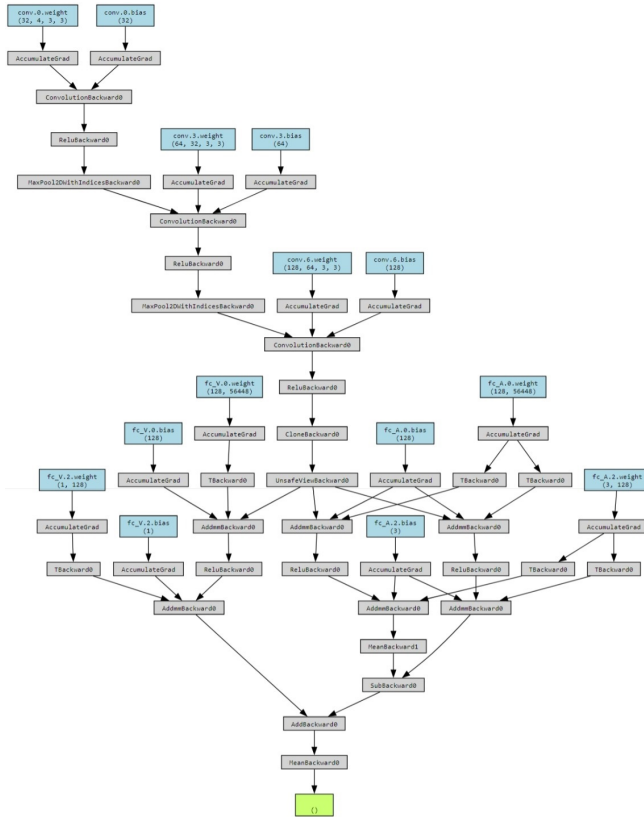 conv.0.weight
(32, 4, 3, 3)
conv.0.bias
(32)
AccumulateGrad
AccumulateGrad
ConvolutionBackward0
ReluBackward0
conv.3.weight
(64, 32, 3, 3)
conv.3.bias
(64)
MaxPool2DWithIndicesBackward0
AccumulateGrad
AccumulateGrad
ConvolutionBackward0
ReluBackward0
conv.6.weight
(128, 64, 3, 3)
conv.6.bias
(128)
MaxPool2DWithIndicesBackward0
AccumulateGrad
AccumulateGrad
ConvolutionBackward0
fc_V.0.weight
(128, 56448)
ReluBackward0
fc_A.0.weight
(128, 56448)
fc_V.0.bias
(128)
AccumulateGrad
CloneBackward0
fc_A.0.bias
(128)
AccumulateGrad
fc_V.2.weight
(1, 128)
AccumulateGrad
TBackward0
UnsafeViewBackward0
AccumulateGrad
TBackward0
TBackward0
fc_A.2.weight
(3, 128)
AccumulateGrad
fc_V.2.bias
(1)
AddmmBackward0
AddmmBackward0
fc_A.2.bias
(3)
AddmmBackward0
AccumulateGrad
TBackward0
AccumulateGrad
ReluBackward0
ReluBackward0
AccumulateGrad
ReluBackward0
TBackward0
TBackward0
AddmmBackward0
AddmmBackward0
AddmmBackward0
MeanBackward1
SubBackward0
AddBackward0
MeanBackward0
()